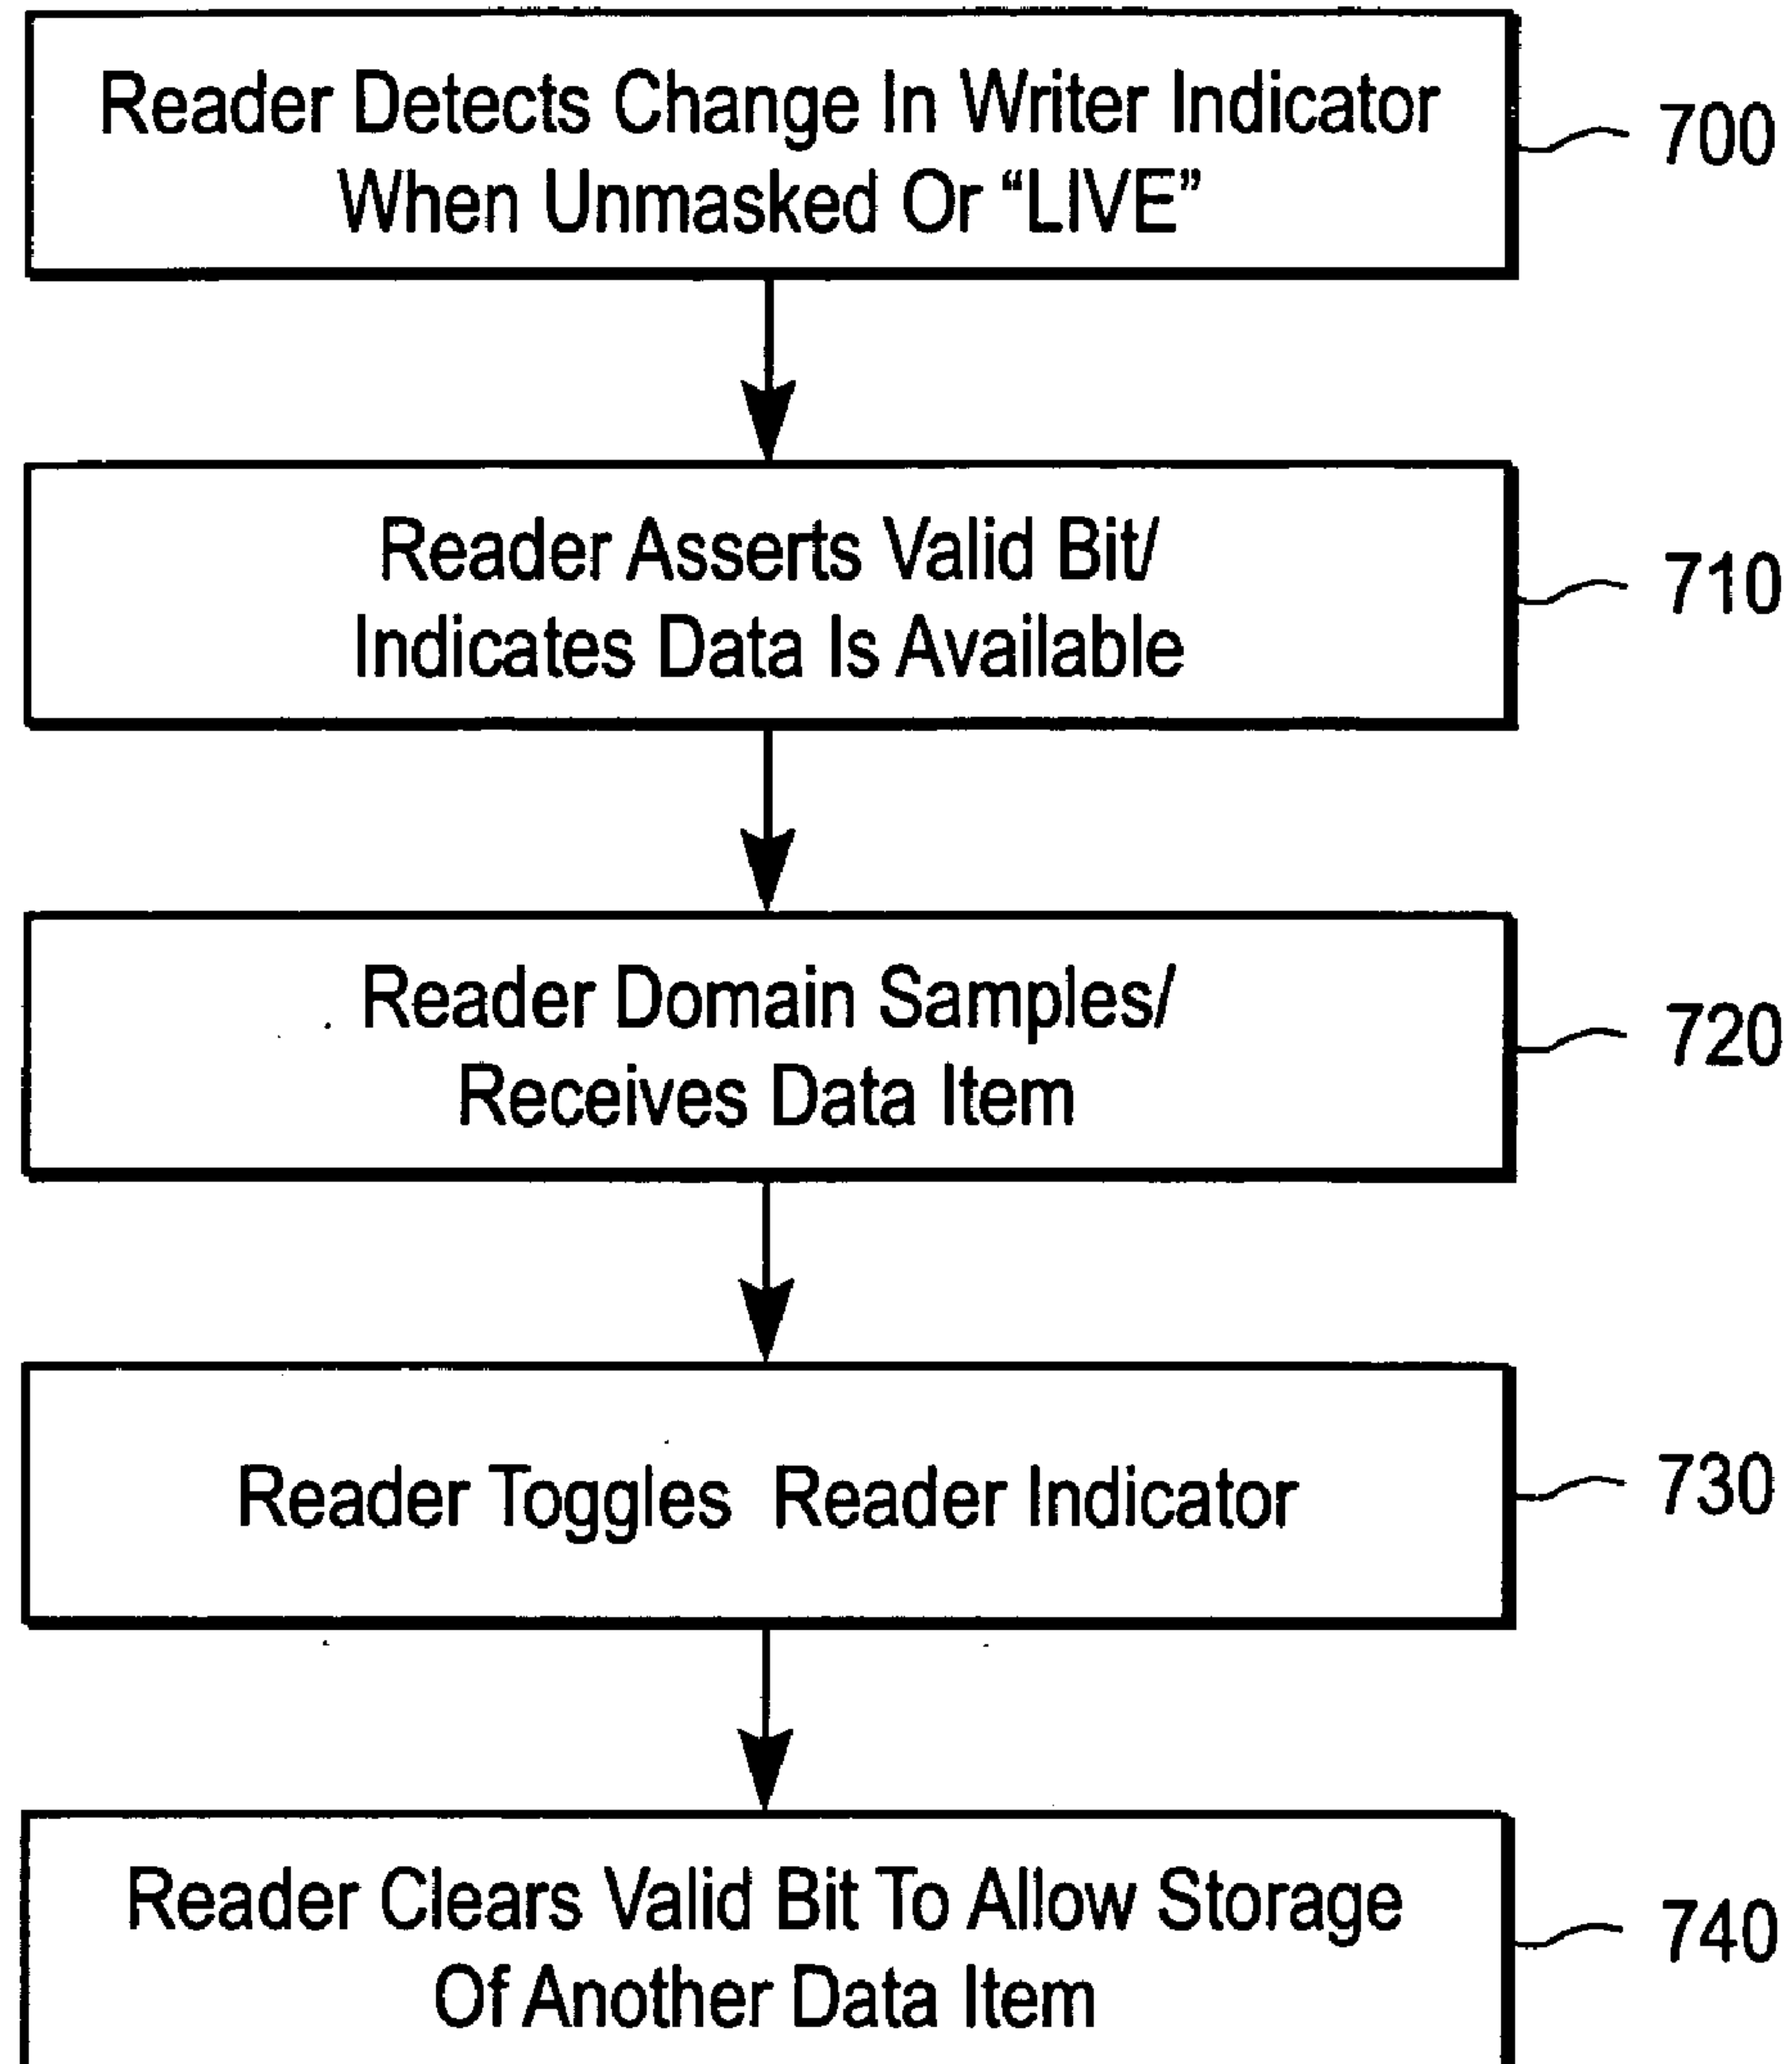 Reader Detects Change In Writer Indicator
When Unmasked Or “LIVE”
700
Reader Asserts Valid Bit/
Indicates Data Is Available
710
Reader Domain Samples/
Receives Data Item
720
Reader Toggles Reader Indicator
730
Reader Clears Valid Bit To Allow Storage
Of Another Data Item
740